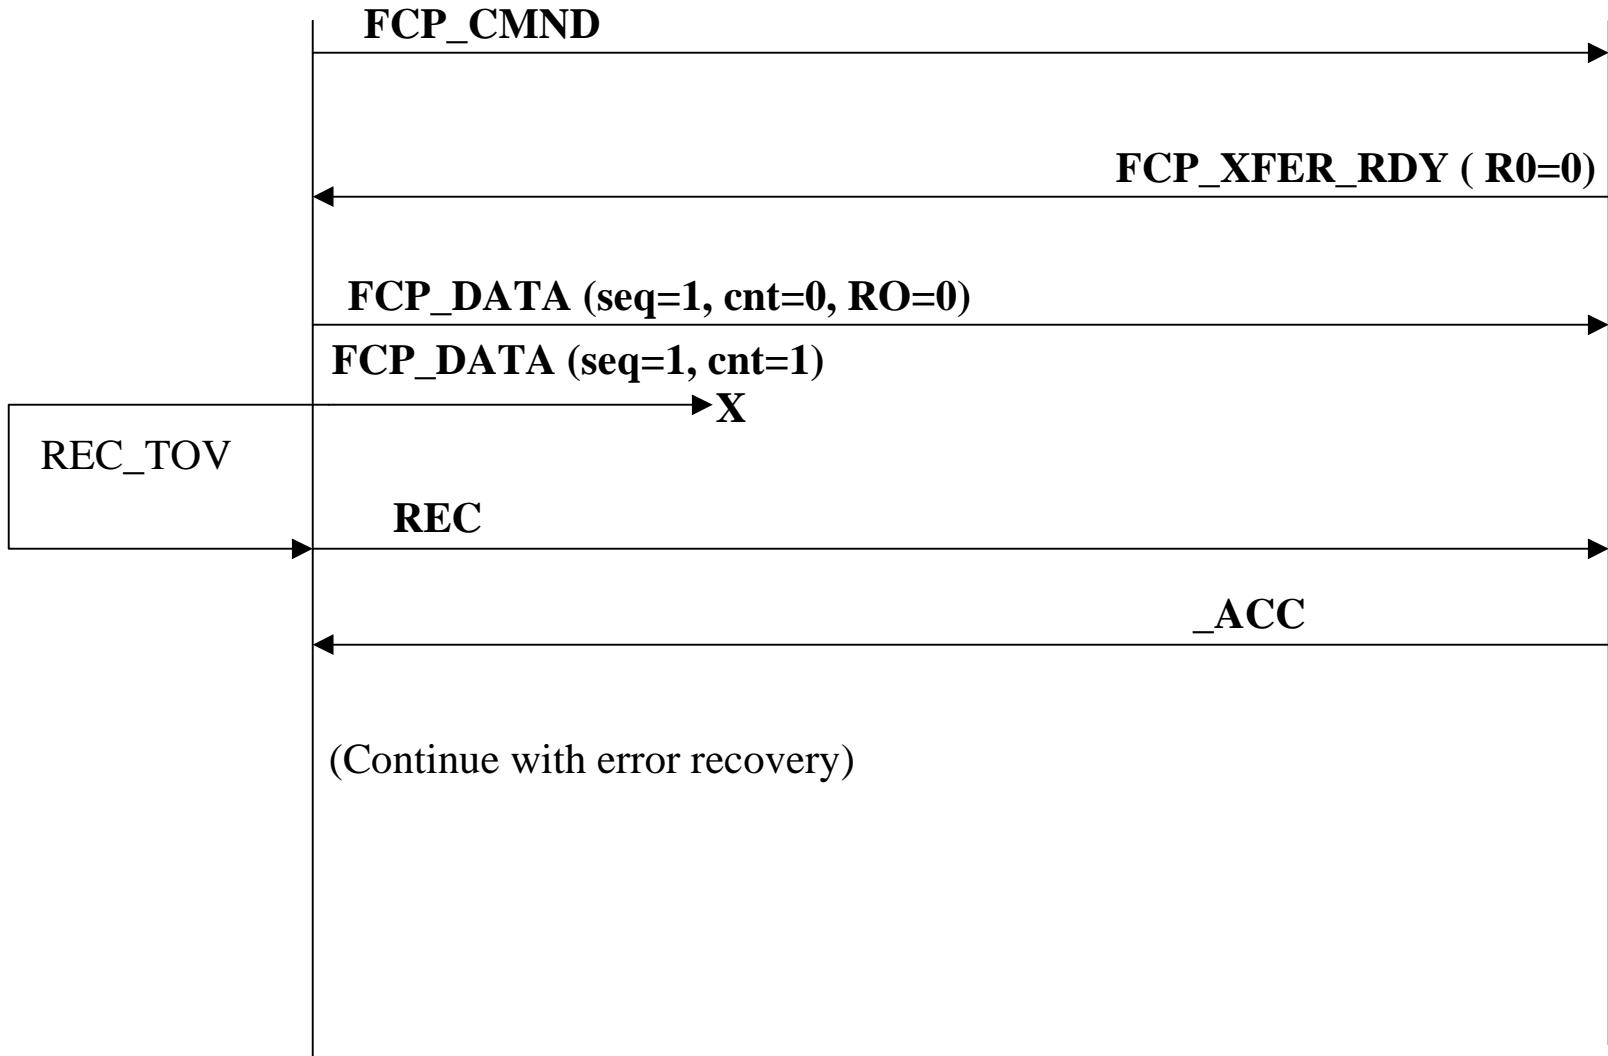 FCP_CMND
FCP_XFER_RDY ( R0=0)
FCP_DATA (seq=1, cnt=0, RO=0)
FCP_DATA (seq=1, cnt=1)
X
REC_TOV
REC
_ACC
(Continue with error recovery)